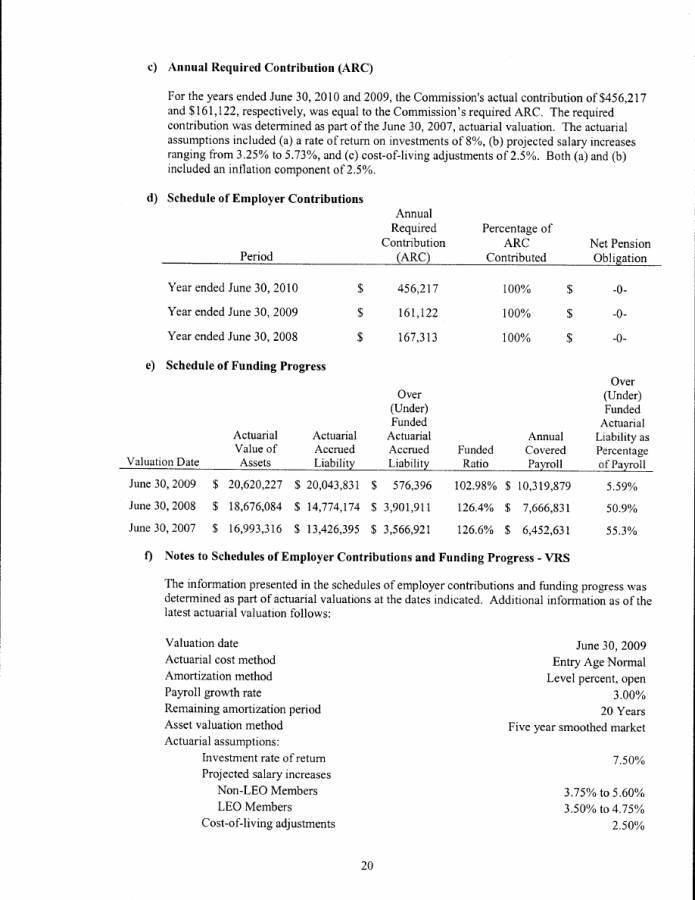 c) Annual Required Contribution (ARC)
For the years ended June 30, 2010 and 2009, the Commission's actual contribution of $456,217
and $161,122, respectively, was equal to the Commission's required ARC. The required
contribution was determined as part of the June 30, 2007, actuarial valuation. The actuarial
assumptions included (a) a rate of return on investments of 8%, (b) projected salary increases
ranging from 3.25% to 5.73%, and (c) cost-of-living adjustments of 2.5%. Both (a) and (b)
included an inflation component of 2.5%.
d) Schedule of Employer Contributions
Annual
Required Percentage of
Contribution ARC Net Pension
Period (ARC) Contributed Obligation
Year ended June 30, 2010 $ 456,217 100% $ -0-
Year ended June 30, 2009 $ 161,122 100% $ -0-
Year ended June 30, 2008 $ 167,313 100% $ -0-
e) Schedule of Funding Progress
Over
Over (Under)
(Under) Funded
Funded Actuarial
Actuarial Actuarial Actuarial Annual Liability as
Value of Accrued Accrued Funded Covered Percentage
Valuation Date Assets Liability Liability Ratio Payroll of Payroll
June 30, 2009 $ 20,620,227 $ 20,043,831 $ 576,396 102.98% $ 10,319,879 5.59%
June 30, 2008 $ 18,676,084 $ 14,774,174 $ 3,901,911 126.4% $ 7,666,831 50.9%
June 30, 2007 $ 16,993,316 $ 13,426,395 $ 3,566,921 126.6% $ 6,452,631 55.3%
f) Notes to Schedules of Employer Contributions and Funding Progress - VRS
The information presented in the schedules of employer contributions and funding progress was
determined as part of actuarial valuations at the dates indicated. Additional information as of the
latest actuarial valuation follows:
Valuation date June 30, 2009
Actuarial cost method Entry Age Normal
Amortization method Level percent, open
Payroll growth rate 3.00%
Remaining amortization period 20 Years
Asset valuation method Five year smoothed market
Actuarial assumptions:
Investment rate of return 7.50%
Projected salary increases
Non-LEO Members 3.75% to 5.60%
LEO Members 3.50% to 4.75%
Cost-of-living adjustments 2.50%
20